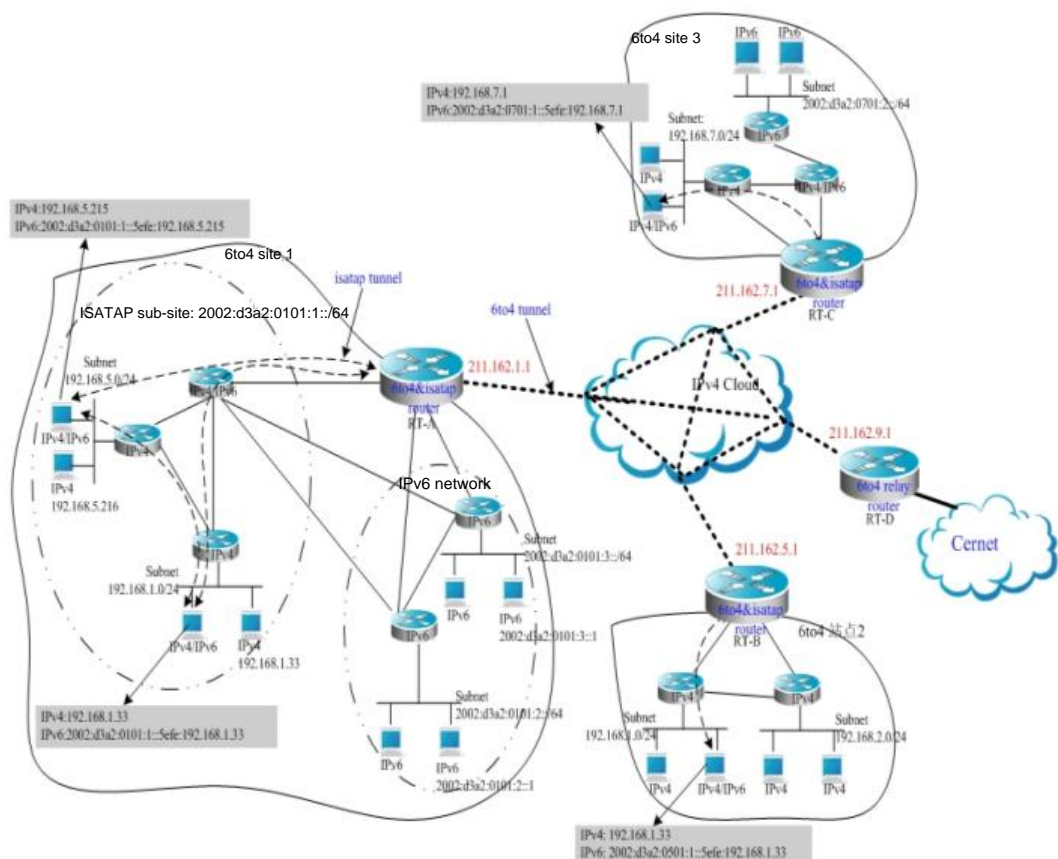 6to4 site 3
IPv6
IPv6
Subnet
2002:d3a2:0701:2::/64
IPv4:192.168.7.1
IPv6:2002:d3a2:0701:1::5efe:192.168.7.1
Subnet:
192.168.7.0/24
IPv6
IPv4
IPv4
IPv4/IPv6
IPv4/IPv6
6to4&isatap
router
RT-C
211.162.7.1
IPv4:192.168.5.215
IPv6:2002:d3a2:0101:1::5efe:192.168.5.215
6to4 site 1
isatap tunnel
6to4 tunnel
ISATAP sub-site: 2002:d3a2:0101:1::/64
Subnet
192.168.5.0/24
IPv4/IPv6
211.162.1.1
6to4&isatap
router
RT-A
IPv4 Cloud
IPv4/IPv6
IPv4
IPv4
192.168.5.216
211.162.9.1
6to4 relay
router
RT-D
Cernet
IPv6 network
IPv6
Subnet
2002:d3a2:0101:3::/64
IPv6
IPv6
2002:d3a2:0101:3::1
IPv4
Subnet
192.168.1.0/24
IPv4/IPv6
IPv4
192.168.1.33
IPv6
Subnet
2002:d3a2:0101:2::/64
IPv6
IPv6
2002:d3a2:0101:2::1
IPv4:192.168.1.33
IPv6:2002:d3a2:0101:1::5efe:192.168.1.33
211.162.5.1
6to4&isatap
router
RT-B
6to4 站点2
IPv4
IPv4
Subnet
192.168.1.0/24
Subnet
192.168.2.0/24
IPv4
IPv4/IPv6
IPv4
IPv4
IPv4: 192.168.1.33
IPv6: 2002:d3a2:0501:1::5efe:192.168.1.33